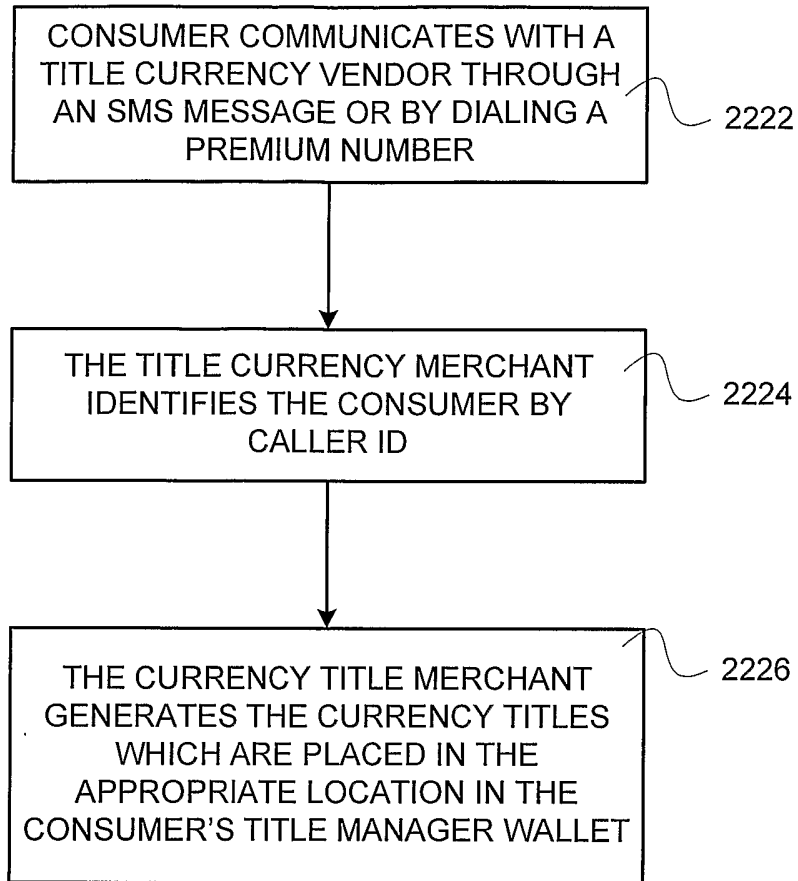 CONSUMER COMMUNICATES WITH A
TITLE CURRENCY VENDOR THROUGH
AN SMS MESSAGE OR BY DIALING A
PREMIUM NUMBER
2222
THE TITLE CURRENCY MERCHANT
IDENTIFIES THE CONSUMER BY
CALLER ID
2224
THE CURRENCY TITLE MERCHANT
GENERATES THE CURRENCY TITLES
WHICH ARE PLACED IN THE
APPROPRIATE LOCATION IN THE
CONSUMER'S TITLE MANAGER WALLET
2226